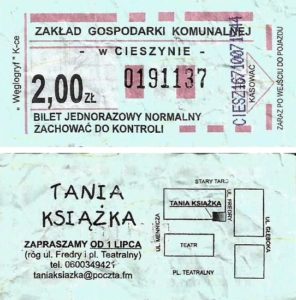 "Węglogryf" K-ce
ZAKŁAD GOSPODARKI KOMUNALNEJ
- w CIESZYNIE -
2,00 ZŁ
0191137
BILET JEDNORAZOWY NORMALNY
ZACHOWAĆ DO KONTROLI
KASOWAĆ
ZARAZ PO WEJŚCIU DO POJAZDU
TANIA
KSIĄŻKA
ZAPRASZAMY OD 1 LIPCA
(róg ul. Fredry i pl. Teatralny)
tel. 0600349421
taniaksiazka@poczta.fm
STARY TARG
TANIA KSIĄŻKA
UL. FREDRY
UL. GŁĘBOKA
UL. MENNICZA
TEATR
PL. TEATRALNY